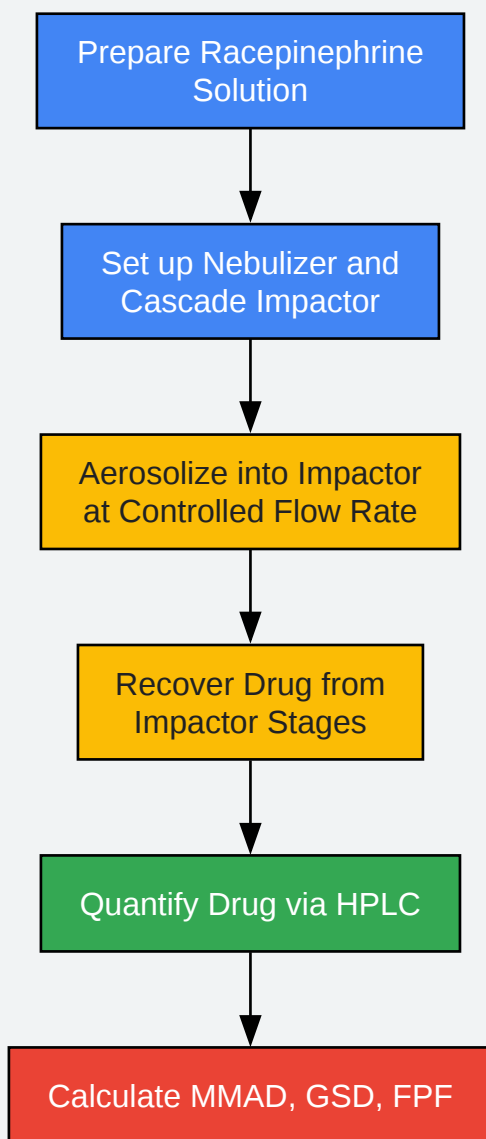 Prepare Racepinephrine
Solution
Set up Nebulizer and
Cascade Impactor
Aerosolize into Impactor
at Controlled Flow Rate
Recover Drug from
Impactor Stages
Quantify Drug via HPLC
Calculate MMAD, GSD, FPF